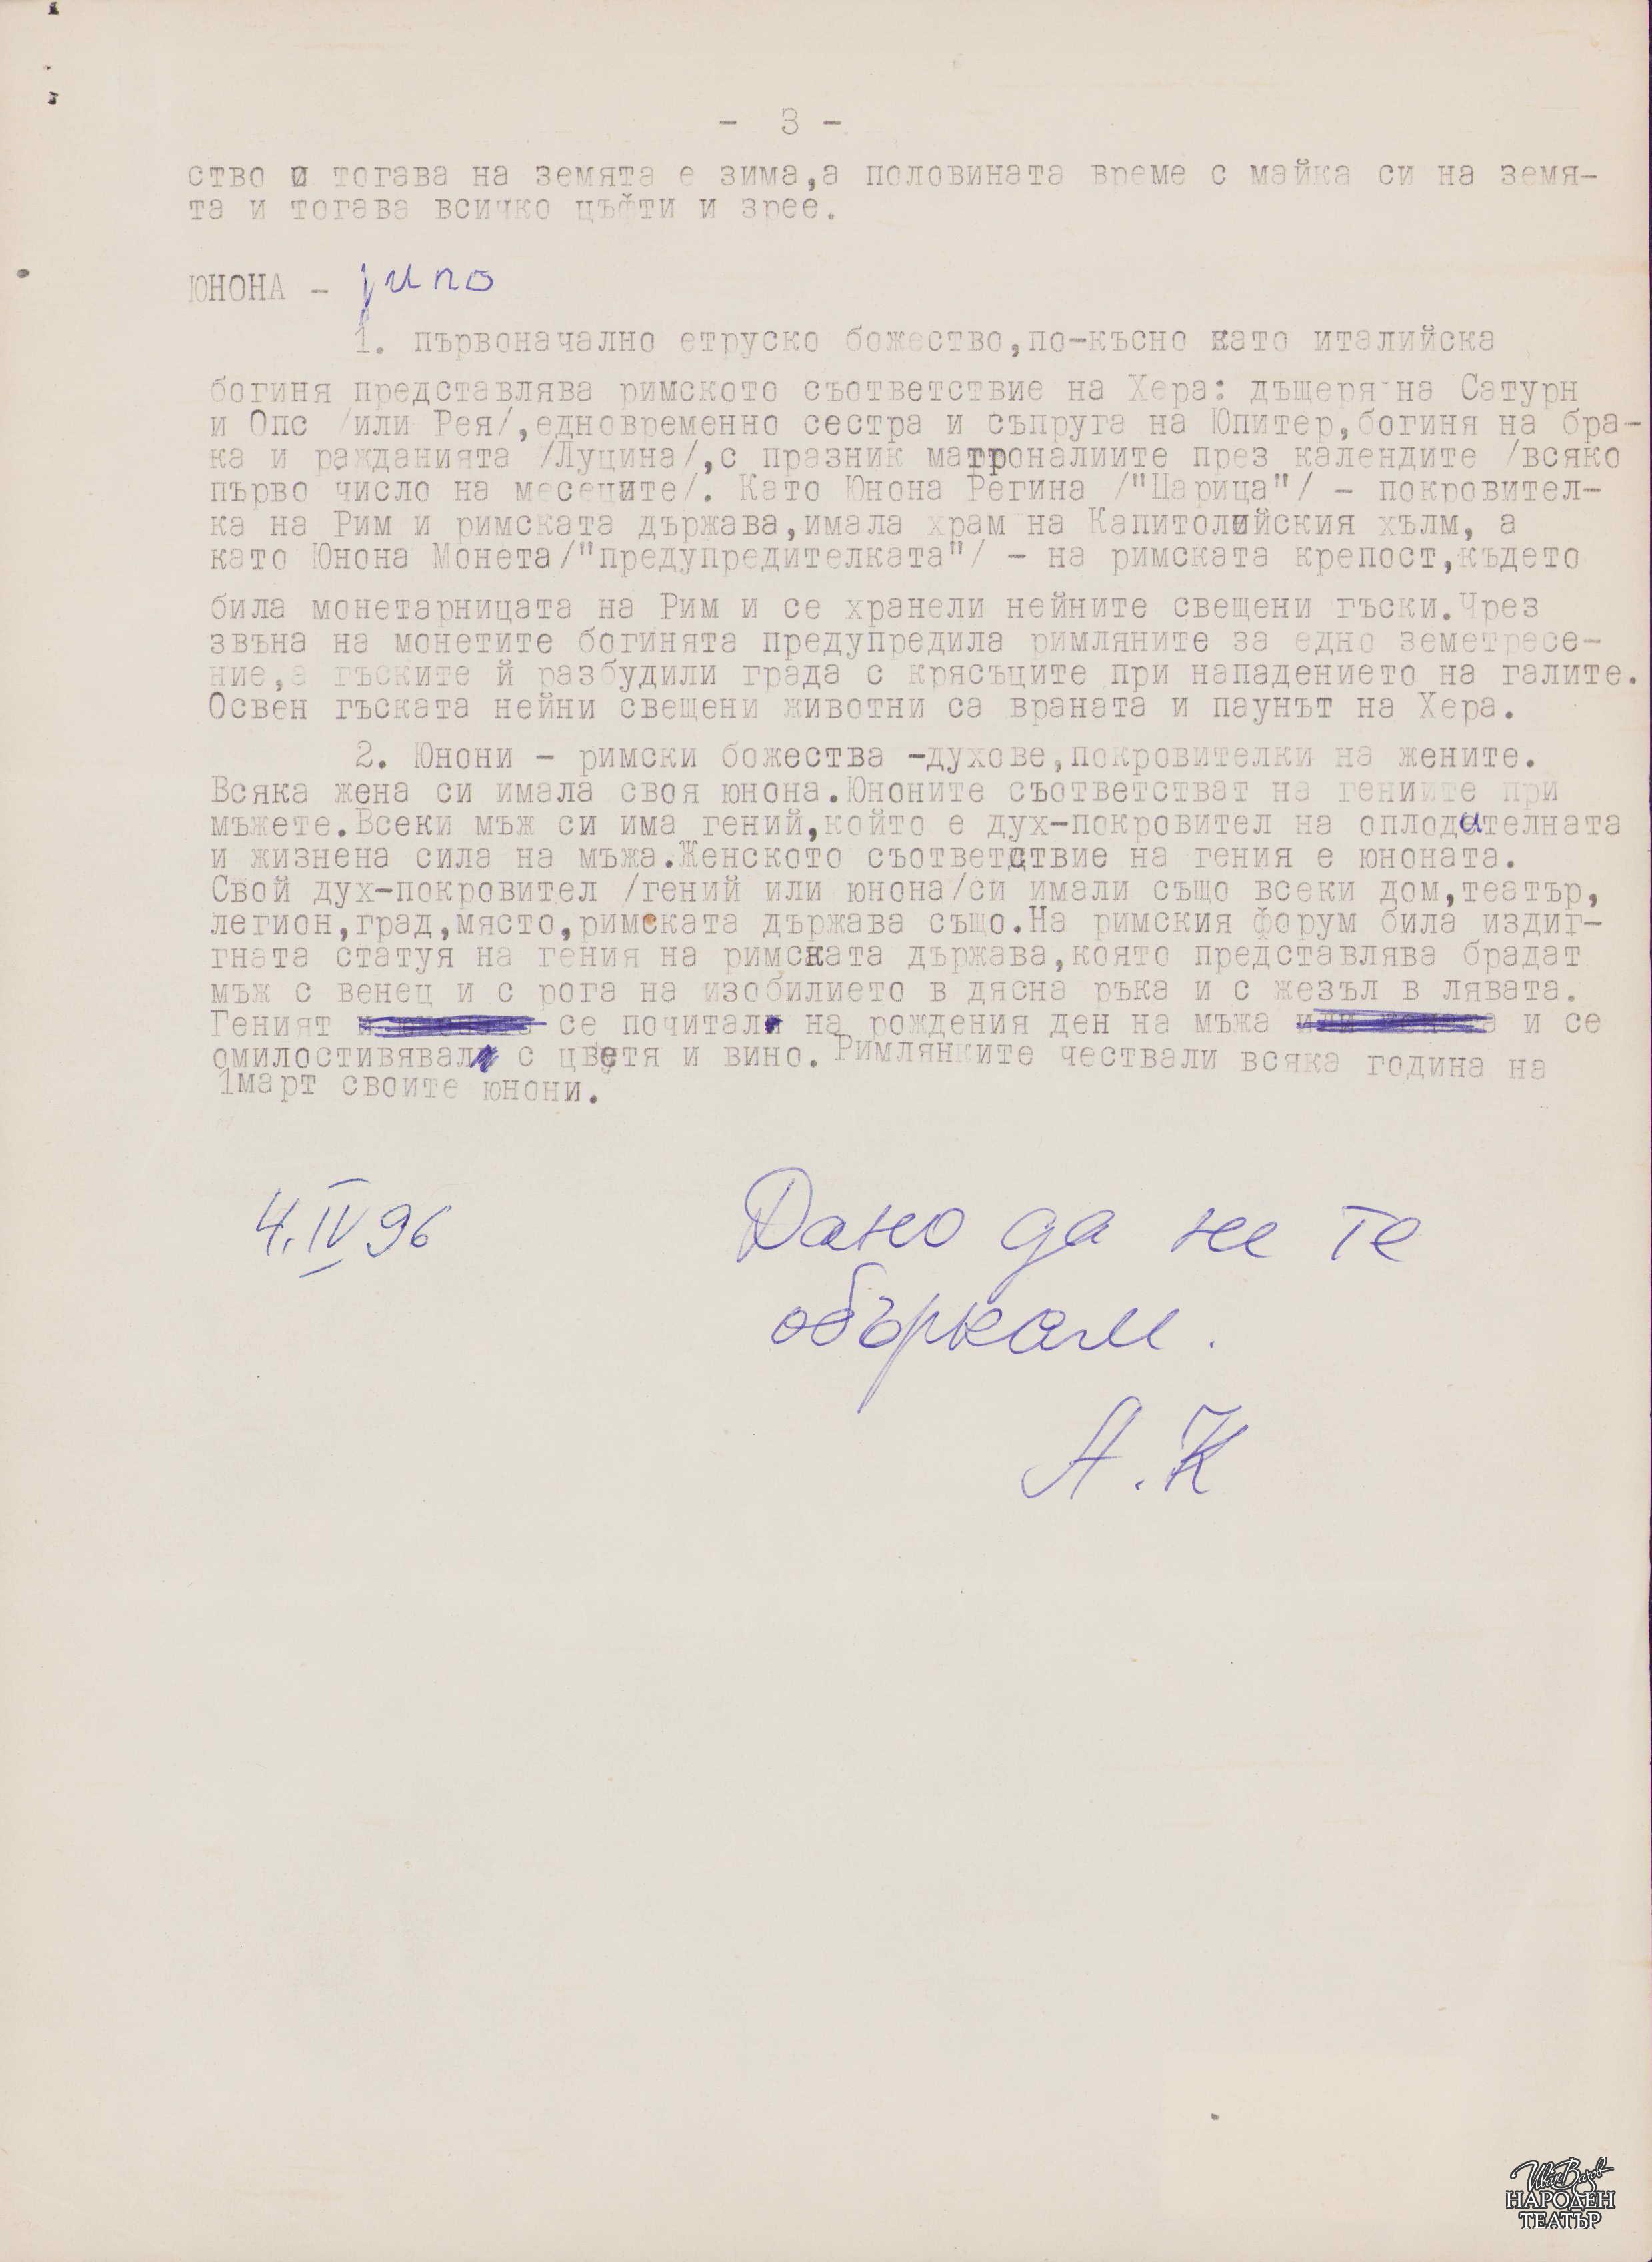 - 3 -
ство и тогава на земята е зима,а половината време с майка си на земя-
та и тогава всичко цъфти и зрее.
ЮНОНА - juno
1. първоначално етруско божество,по-късно като италийска
богиня представлява римското съответствие на Хера: дъщеря на Сатурн
и Опс /или Рея/,едновременно сестра и съпруга на Юпитер,богиня на бра-
ка и ражданията /Луцина/,с празник матроналиите през календите /всяко
първо число на месеците/. Като Юнона Регина /"Царица"/ - покровител-
ка на Рим и римската държава,имала храм на Капитолийския хълм, а
като Юнона Монета/"предупредителката"/ - на римската крепост,където
била монетарницата на Рим и се хранели нейните свещени гъски.Чрез
звъна на монетите богинята предупредила римляните за едно земетресе-
ние,а гъските й разбудили града с крясъците при нападението на галите.
Освен гъската нейни свещени животни са враната и паунът на Хера.
2. Юнони - римски божества -духове,покровителки на жените.
Всяка жена си имала своя юнона.Юноните съответстват на гениите при
мъжете.Всеки мъж си има гений,който е дух-покровител на оплодителната
и жизнена сила на мъжа.Женското съответствие на гения е юноната.
Свой дух-покровител /гений или юнона/си имали също всеки дом,театър,
легион,град,място,римската държава също.На римския форум била издиг-
гната статуя на гения на римската държава,която представлява брадат
мъж с венец и с рога на изобилието в дясна ръка и с жезъл в лявата.
Геният се почитал на рождения ден на мъжа и се
омилостивявал с цветя и вино. Римлянките чествали всяка година на
1март своите юнони.
4. IV 96
Дано да не те
объркам.
А. К
Иван Вазов
НАРОДЕН
ТЕАТЪР